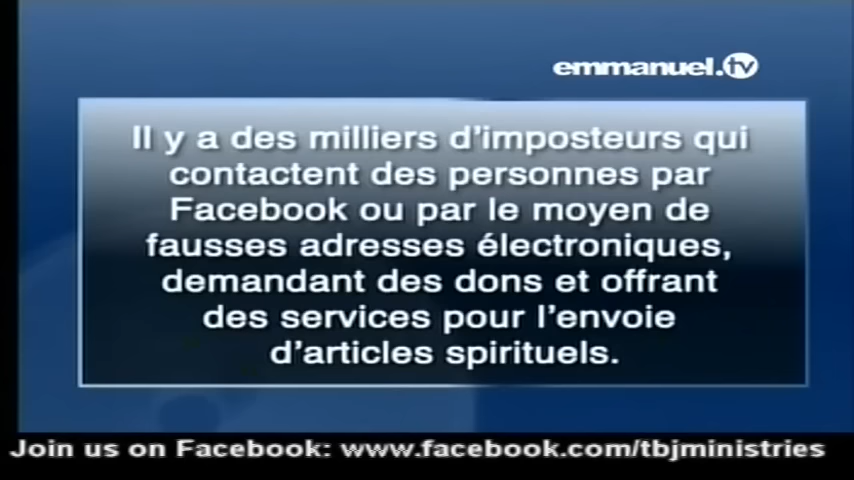 emmanuel.tv
Il y a des milliers d'imposteurs qui
contactent des personnes par
Facebook ou par le moyen de
fausses adresses électroniques,
demandant des dons et offrant
des services pour l'envoie
d'articles spirituels.
Join us on Facebook: www.facebook.com/tbjministries